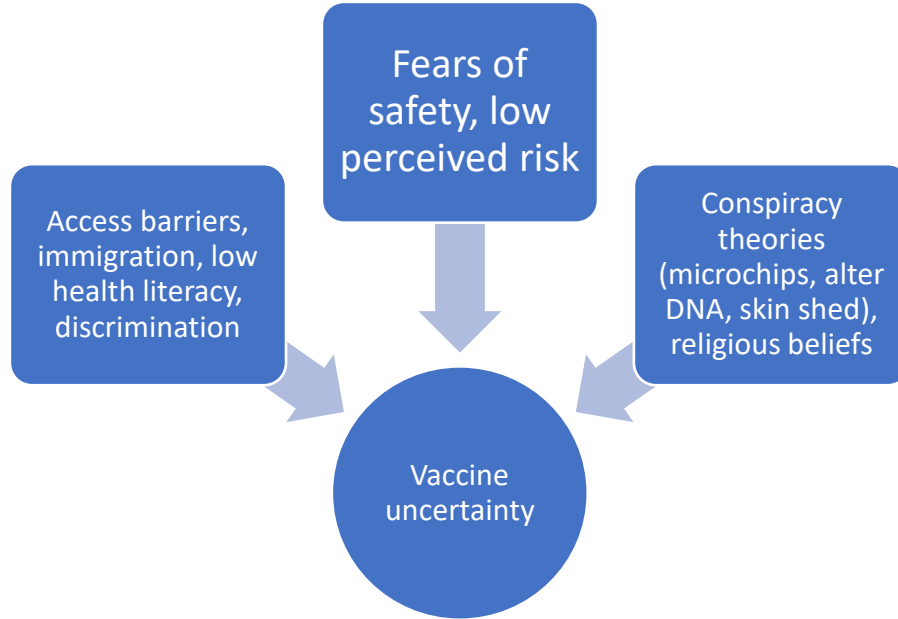 Fears of
safety, low
perceived risk
Access barriers,
immigration, low
health literacy,
discrimination
Conspiracy
theories
(microchips, alter
DNA, skin shed),
religious beliefs
Vaccine
uncertainty